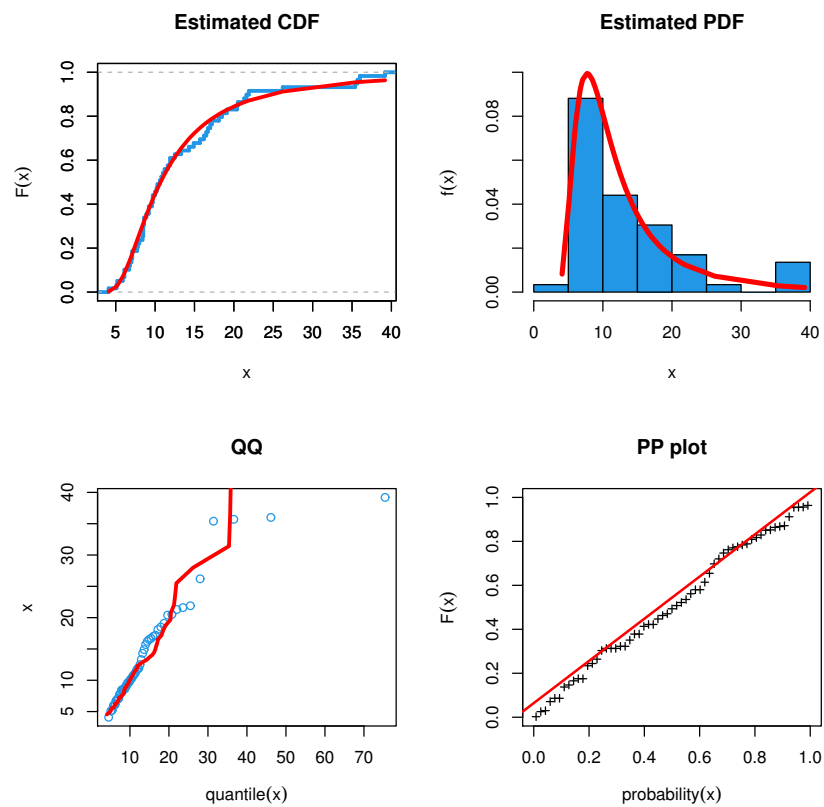 Estimated CDF
F(x)
0.0 0.2 0.4 0.6 0.8 1.0
5 10 15 20 25 30 35 40
x
Estimated PDF
f(x)
0.00 0.04 0.08
0 10 20 30 40
x
QQ
x
5 10 20 30 40
10 20 30 40 50 60 70
quantile(x)
PP plot
F(x)
0.0 0.2 0.4 0.6 0.8 1.0
0.0 0.2 0.4 0.6 0.8 1.0
probability(x)